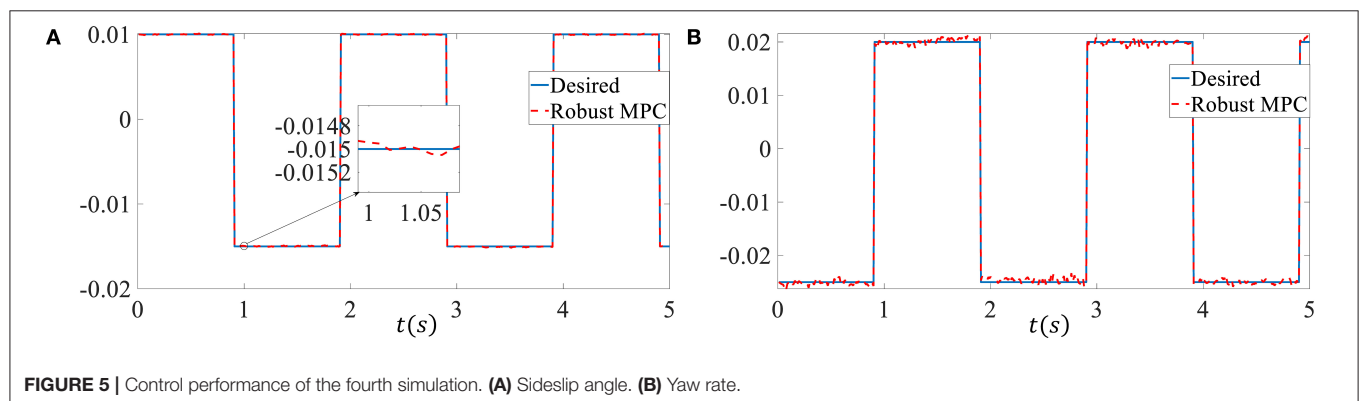 A
0.01
0
-0.01
-0.02
0
1
2
3
4
5
t(s)
Desired
Robust MPC
-0.0148
-0.015
-0.0152
1
1.05
B
0.02
0.01
0
-0.01
-0.02
0
1
2
3
4
5
t(s)
Desired
Robust MPC
FIGURE 5 | Control performance of the fourth simulation. (A) Sideslip angle. (B) Yaw rate.